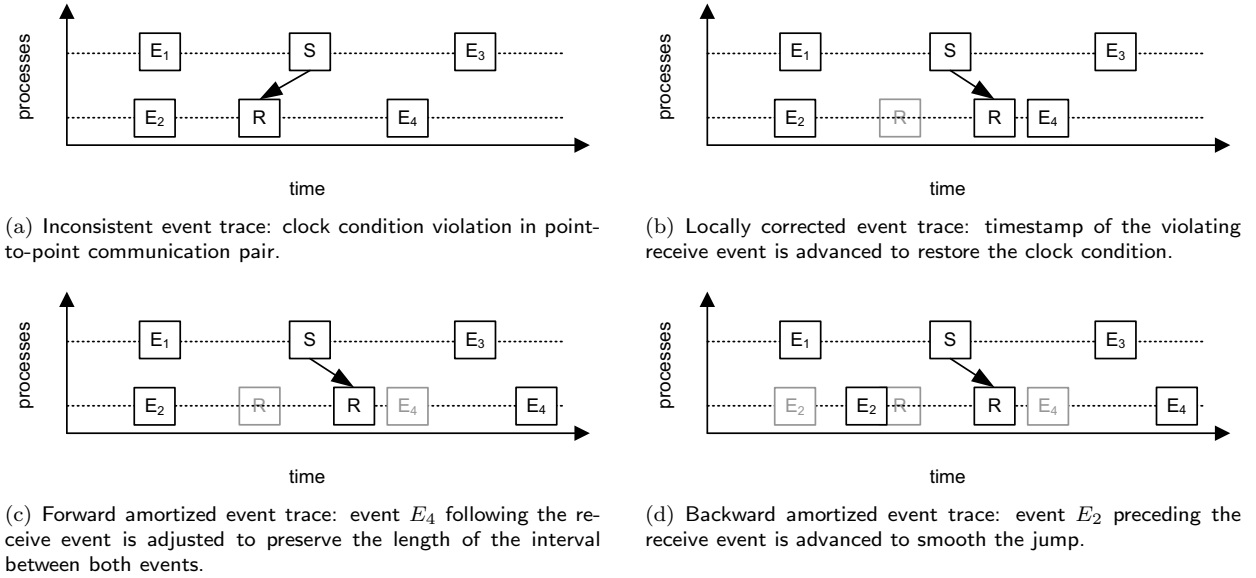 processes
E1 S E3
E2 R E4
time
(a) Inconsistent event trace: clock condition violation in point-
to-point communication pair.
processes
E1 S E3
E2 R R E4
time
(b) Locally corrected event trace: timestamp of the violating
receive event is advanced to restore the clock condition.
processes
E1 S E3
E2 R R E4 E4
time
(c) Forward amortized event trace: event E4 following the re-
ceive event is adjusted to preserve the length of the interval
between both events.
processes
E1 S E3
E2 E2 R R E4 E4
time
(d) Backward amortized event trace: event E2 preceding the
receive event is advanced to smooth the jump.